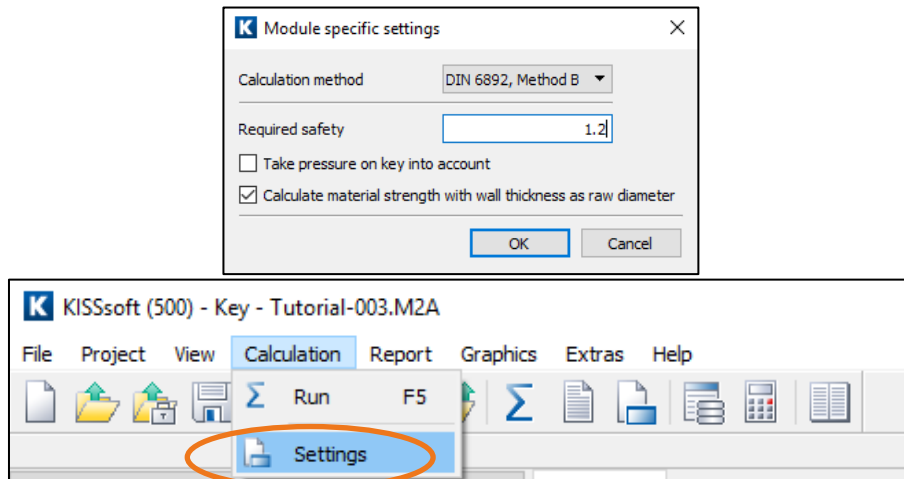 K Module specific settings
Calculation method DIN 6892, Method B
Required safety 1.2
Take pressure on key into account
Calculate material strength with wall thickness as raw diameter
OK Cancel
K KISSsoft (500) - Key - Tutorial-003.M2A
File Project View Calculation Report Graphics Extras Help
Σ Run F5 Σ
Settings